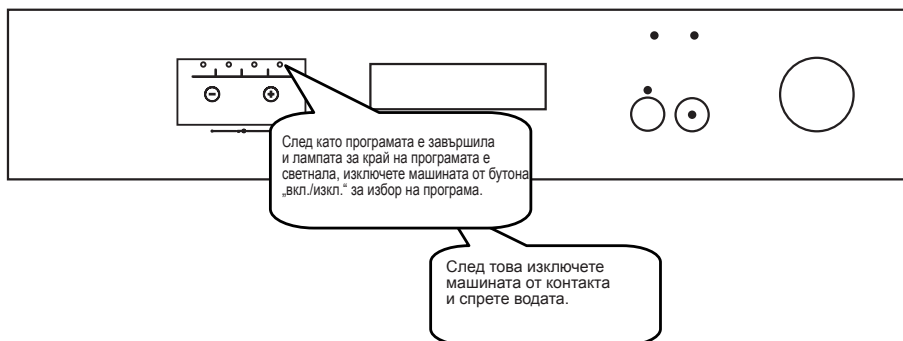 След като програмата е завършила
и лампата за край на програмата е
светнала, изключете машината от бутона
„вкл./изкл.“ за избор на програма.
След това изключете
машината от контакта
и спрете водата.